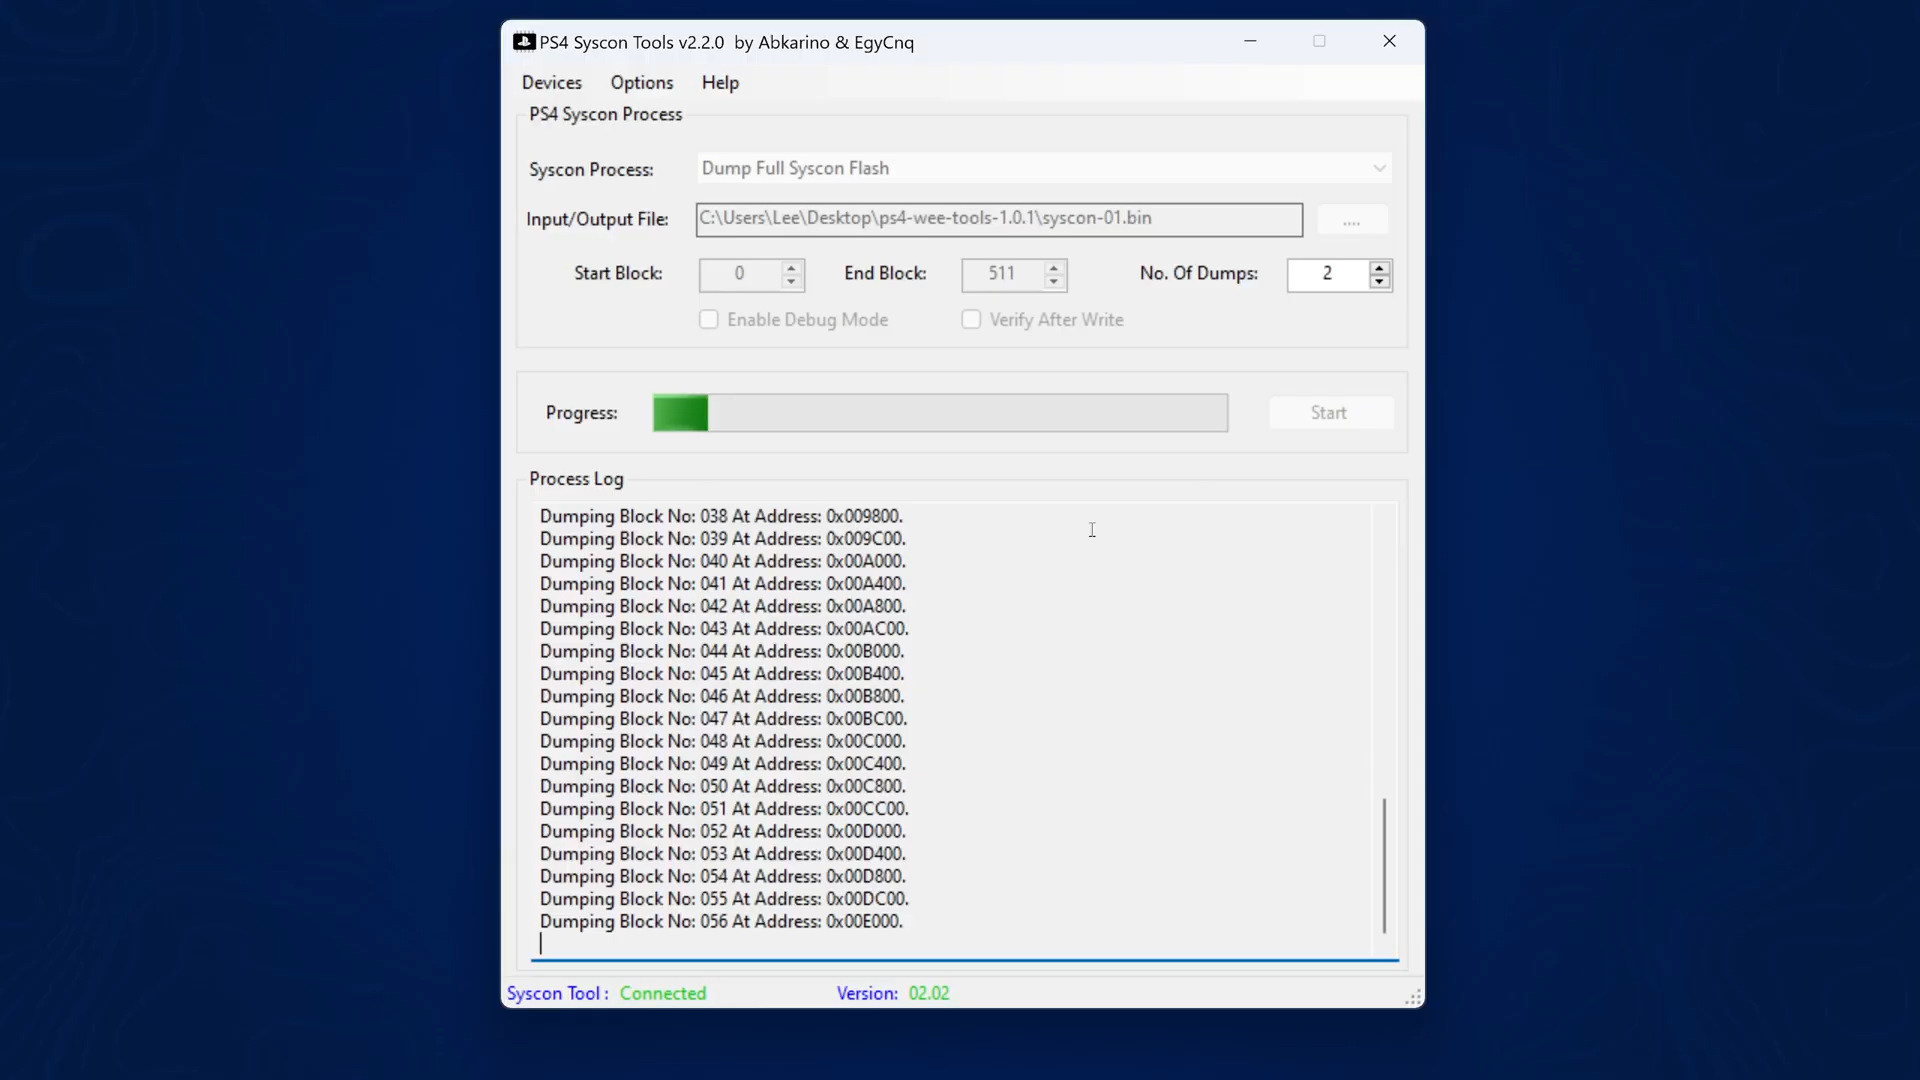 PS4 Syscon Tools v2.2.0 by Abkarino & EgyCnq
Devices Options Help
PS4 Syscon Process
Syscon Process: Dump Full Syscon Flash
Input/Output File: C:\Users\Lee\Desktop\ps4-wee-tools-1.0.1\syscon-01.bin ....
Start Block: 0 End Block: 511 No. Of Dumps: 2
Enable Debug Mode Verify After Write
Progress: Start
Process Log
Dumping Block No: 038 At Address: 0x009800.
Dumping Block No: 039 At Address: 0x009C00.
Dumping Block No: 040 At Address: 0x00A000.
Dumping Block No: 041 At Address: 0x00A400.
Dumping Block No: 042 At Address: 0x00A800.
Dumping Block No: 043 At Address: 0x00AC00.
Dumping Block No: 044 At Address: 0x00B000.
Dumping Block No: 045 At Address: 0x00B400.
Dumping Block No: 046 At Address: 0x00B800.
Dumping Block No: 047 At Address: 0x00BC00.
Dumping Block No: 048 At Address: 0x00C000.
Dumping Block No: 049 At Address: 0x00C400.
Dumping Block No: 050 At Address: 0x00C800.
Dumping Block No: 051 At Address: 0x00CC00.
Dumping Block No: 052 At Address: 0x00D000.
Dumping Block No: 053 At Address: 0x00D400.
Dumping Block No: 054 At Address: 0x00D800.
Dumping Block No: 055 At Address: 0x00DC00.
Dumping Block No: 056 At Address: 0x00E000.
Syscon Tool : Connected Version: 02.02